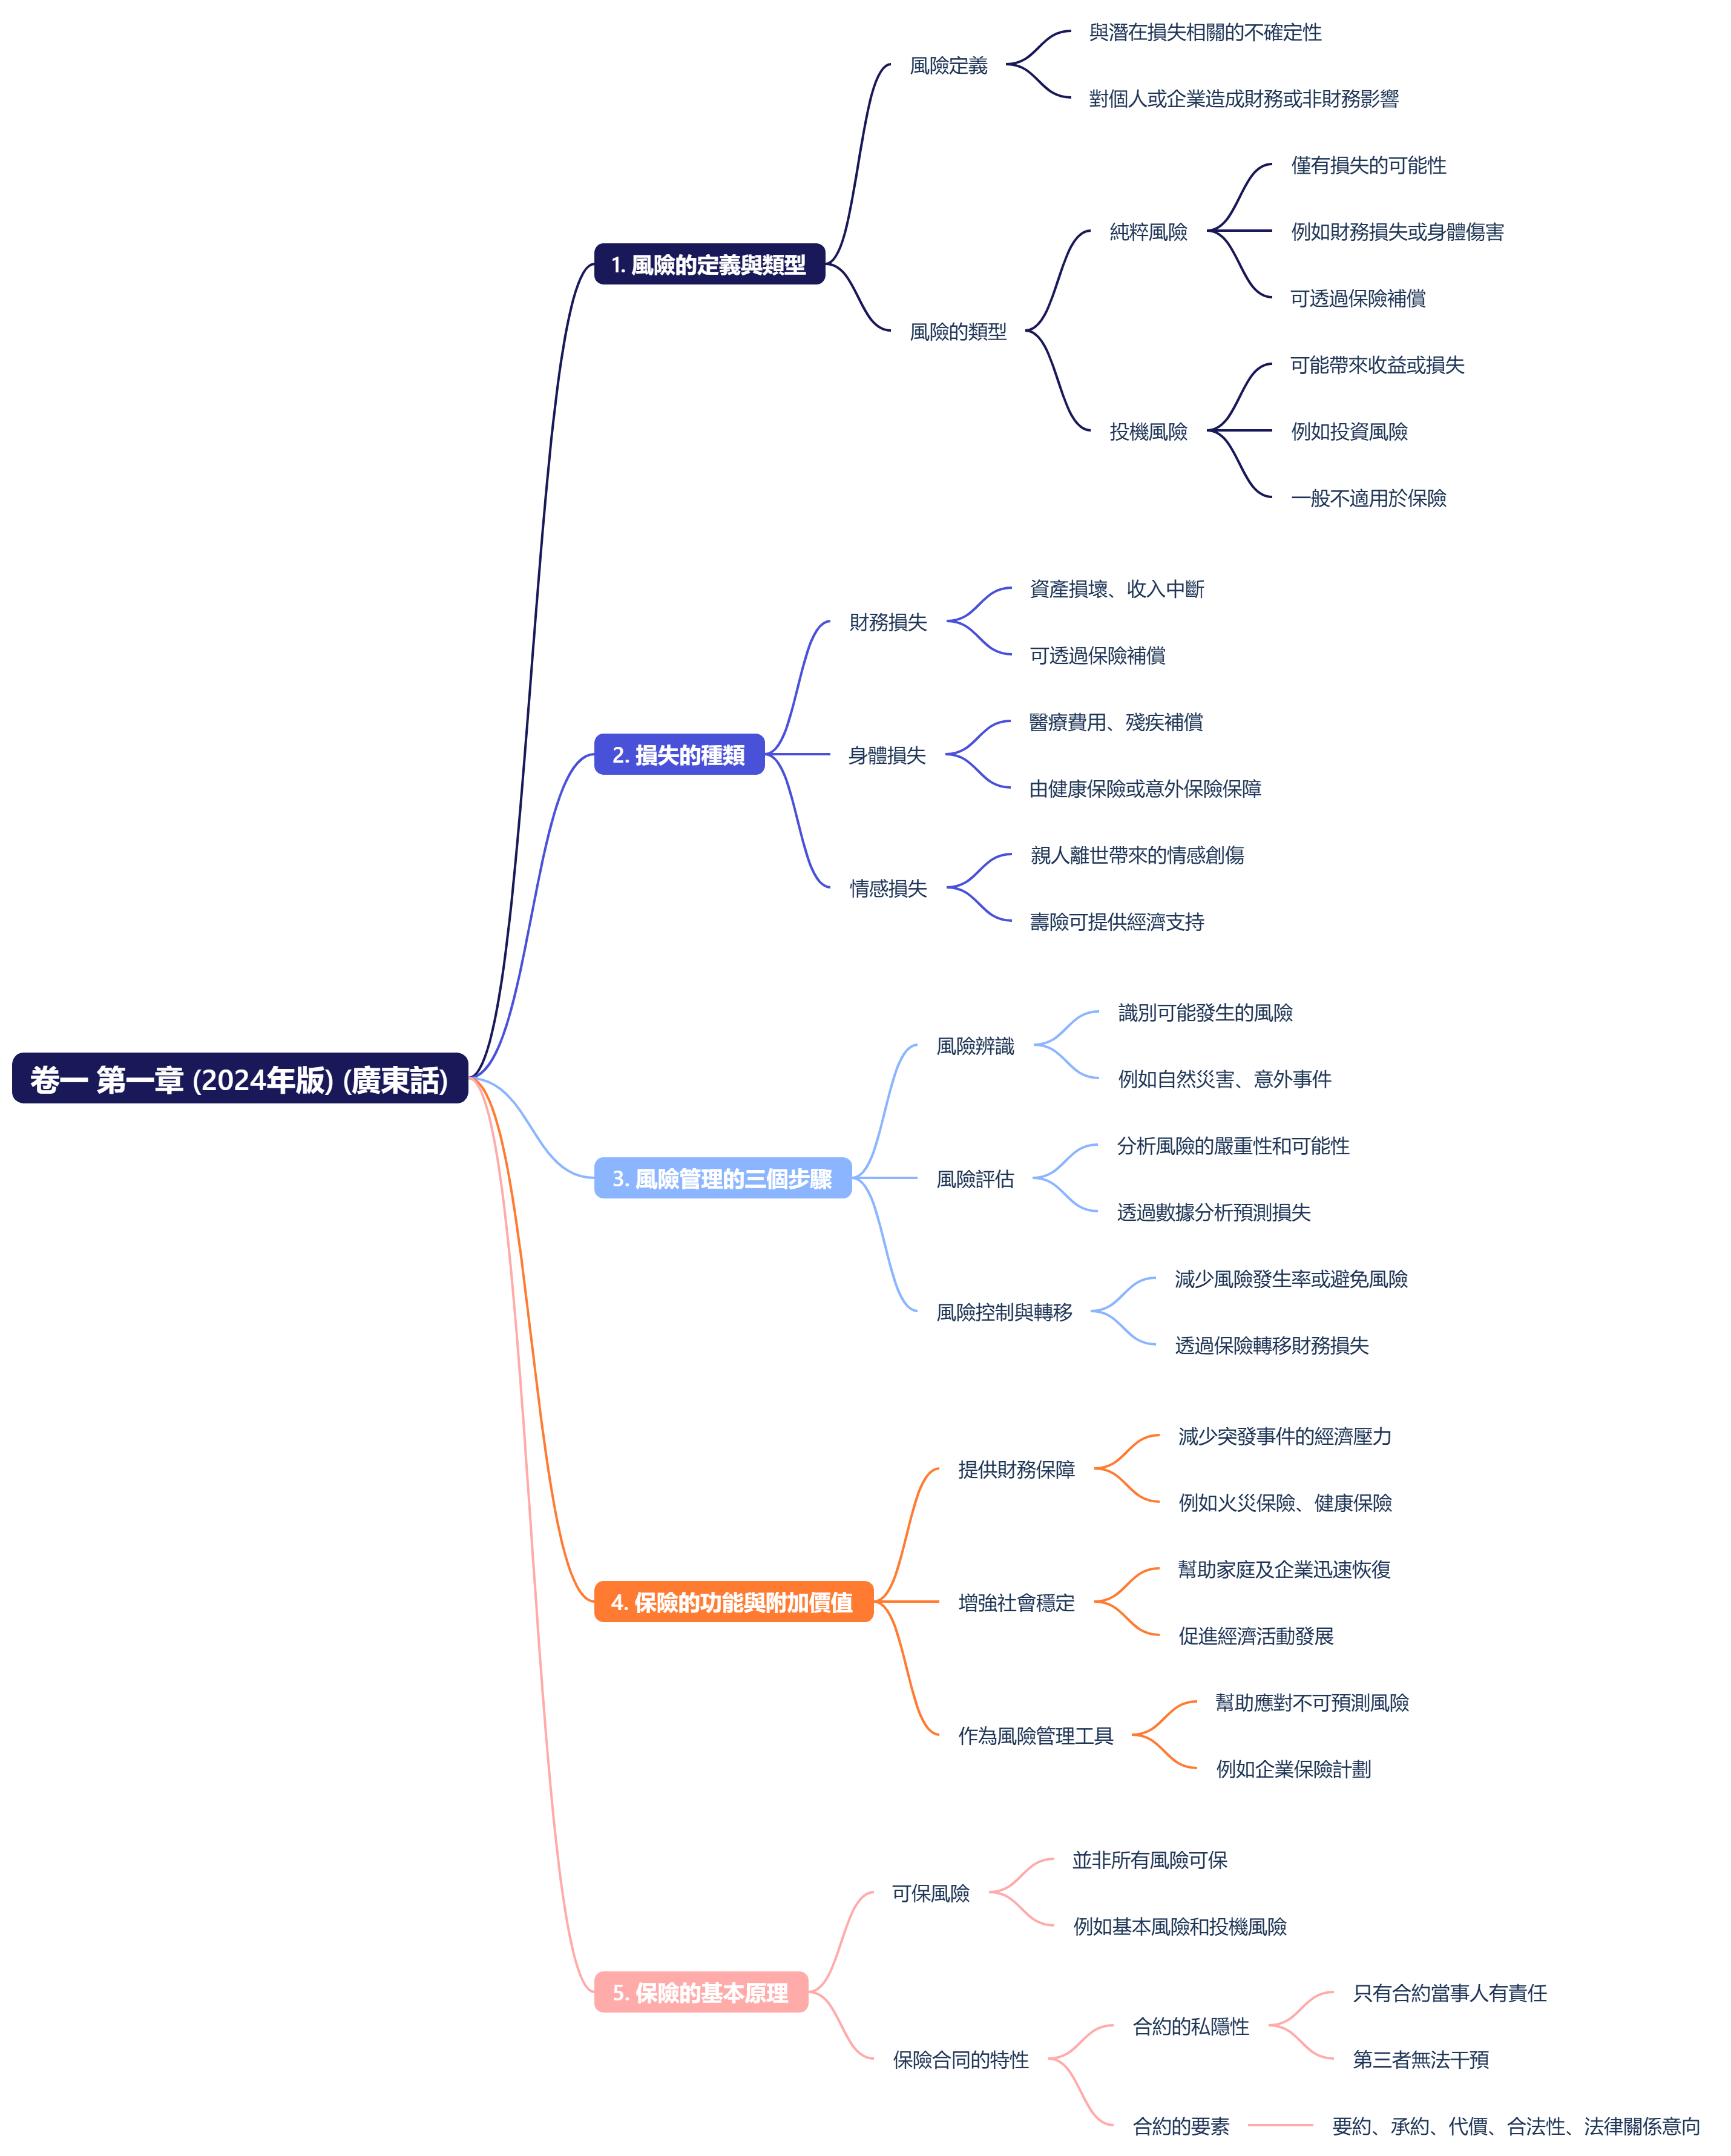 卷一 第一章 (2024年版) (廣東話)
1. 風險的定義與類型
風險定義
與潛在損失相關的不確定性
對個人或企業造成財務或非財務影響
風險的類型
純粹風險
僅有損失的可能性
例如財務損失或身體傷害
可透過保險補償
投機風險
可能帶來收益或損失
例如投資風險
一般不適用於保險
2. 損失的種類
財務損失
資產損壞、收入中斷
可透過保險補償
身體損失
醫療費用、殘疾補償
由健康保險或意外保險保障
情感損失
親人離世帶來的情感創傷
壽險可提供經濟支持
3. 風險管理的三個步驟
風險辨識
識別可能發生的風險
例如自然災害、意外事件
風險評估
分析風險的嚴重性和可能性
透過數據分析預測損失
風險控制與轉移
減少風險發生率或避免風險
透過保險轉移財務損失
4. 保險的功能與附加價值
提供財務保障
減少突發事件的經濟壓力
例如火災保險、健康保險
增強社會穩定
幫助家庭及企業迅速恢復
促進經濟活動發展
作為風險管理工具
幫助應對不可預測風險
例如企業保險計劃
5. 保險的基本原理
可保風險
並非所有風險可保
例如基本風險和投機風險
保險合同的特性
合約的私隱性
只有合約當事人有責任
第三者無法干預
合約的要素
要約、承約、代價、合法性、法律關係意向